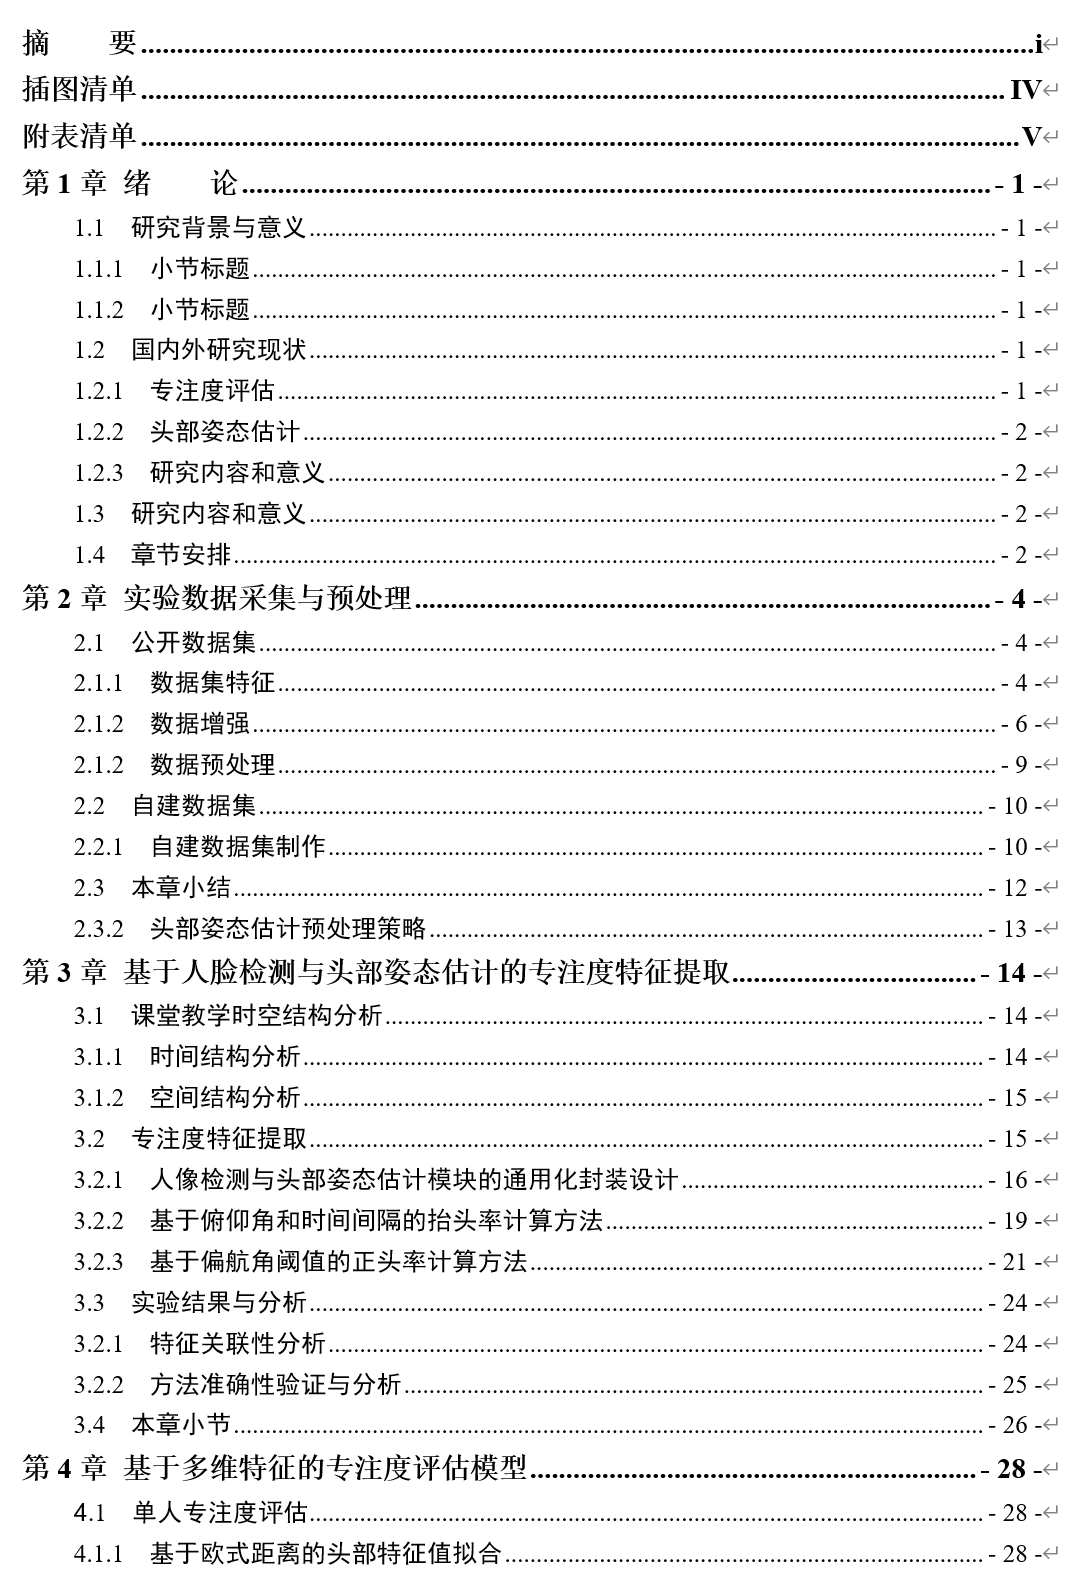 摘　　要 i
插图清单 IV
附表清单 V
第 1 章 绪　　论 - 1 -
1.1 研究背景与意义 - 1 -
1.1.1 小节标题 - 1 -
1.1.2 小节标题 - 1 -
1.2 国内外研究现状 - 1 -
1.2.1 专注度评估 - 1 -
1.2.2 头部姿态估计 - 2 -
1.2.3 研究内容和意义 - 2 -
1.3 研究内容和意义 - 2 -
1.4 章节安排 - 2 -
第 2 章 实验数据采集与预处理 - 4 -
2.1 公开数据集 - 4 -
2.1.1 数据集特征 - 4 -
2.1.2 数据增强 - 6 -
2.1.2 数据预处理 - 9 -
2.2 自建数据集 - 10 -
2.2.1 自建数据集制作 - 10 -
2.3 本章小结 - 12 -
2.3.2 头部姿态估计预处理策略 - 13 -
第 3 章 基于人脸检测与头部姿态估计的专注度特征提取 - 14 -
3.1 课堂教学时空结构分析 - 14 -
3.1.1 时间结构分析 - 14 -
3.1.2 空间结构分析 - 15 -
3.2 专注度特征提取 - 15 -
3.2.1 人像检测与头部姿态估计模块的通用化封装设计 - 16 -
3.2.2 基于俯仰角和时间间隔的抬头率计算方法 - 19 -
3.2.3 基于偏航角阈值的正头率计算方法 - 21 -
3.3 实验结果与分析 - 24 -
3.2.1 特征关联性分析 - 24 -
3.2.2 方法准确性验证与分析 - 25 -
3.4 本章小节 - 26 -
第 4 章 基于多维特征的专注度评估模型 - 28 -
4.1 单人专注度评估 - 28 -
4.1.1 基于欧式距离的头部特征值拟合 - 28 -